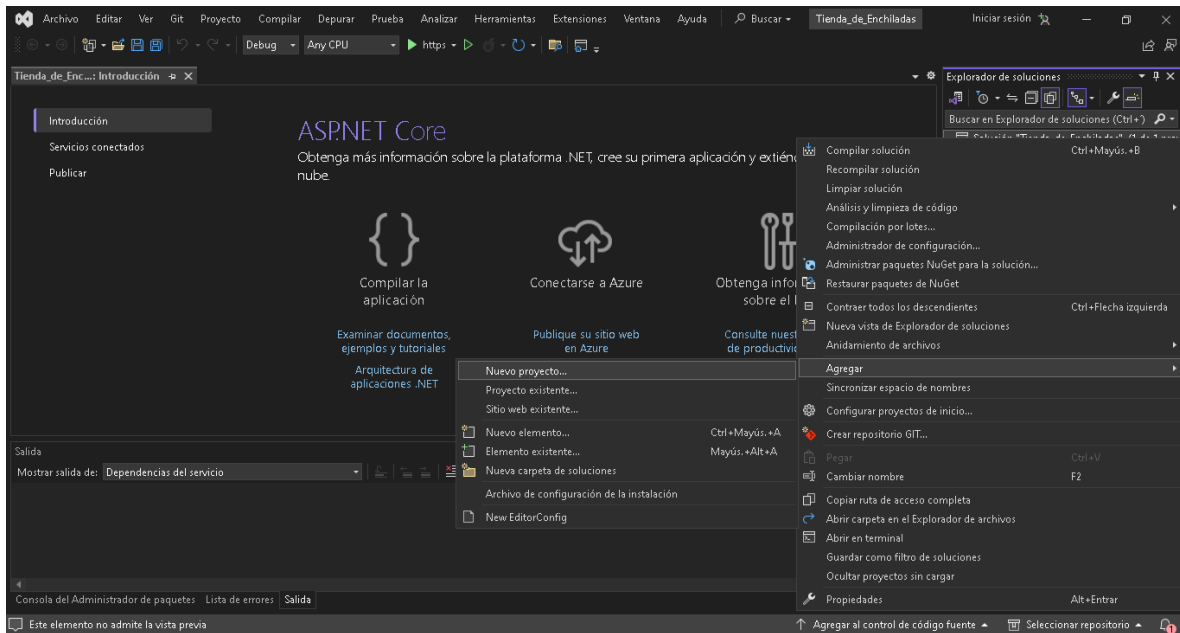 Archivo Editar Ver Git Proyecto Compilar Depurar Prueba Analizar Herramientas Extensiones Ventana Ayuda Buscar Tienda_de_Enchiladas Iniciar sesión
Debug Any CPU https
Tienda_de_Enc...: Introducción
Introducción
Servicios conectados
Publicar
ASP.NET Core
Obtenga más información sobre la plataforma .NET, cree su primera aplicación y extiénd
nube.
Compilar la
aplicación
Conectarse a Azure
Obtenga infor
sobre el
Examinar documentos,
ejemplos y tutoriales
Arquitectura de
aplicaciones .NET
Publique su sitio web
en Azure
Consulte nuest
de productivid
Explorador de soluciones
Buscar en Explorador de soluciones (Ctrl+´)
Solución "Tienda_de_Enchiladas" (1 de 1 proy
Compilar solución Ctrl+Mayús.+B
Recompilar solución
Limpiar solución
Análisis y limpieza de código
Compilación por lotes...
Administrador de configuración...
Administrar paquetes NuGet para la solución...
Restaurar paquetes de NuGet
Contraer todos los descendientes Ctrl+Flecha izquierda
Nueva vista de Explorador de soluciones
Anidamiento de archivos
Agregar
Sincronizar espacio de nombres
Configurar proyectos de inicio...
Crear repositorio GIT...
Pegar Ctrl+V
Cambiar nombre F2
Copiar ruta de acceso completa
Abrir carpeta en el Explorador de archivos
Abrir en terminal
Guardar como filtro de soluciones
Ocultar proyectos sin cargar
Propiedades Alt+Entrar
Nuevo proyecto...
Proyecto existente...
Sitio web existente...
Nuevo elemento... Ctrl+Mayús.+A
Elemento existente... Mayús.+Alt+A
Nueva carpeta de soluciones
Archivo de configuración de la instalación
New EditorConfig
Salida
Mostrar salida de: Dependencias del servicio
Consola del Administrador de paquetes Lista de errores Salida
Este elemento no admite la vista previa Agregar al control de código fuente Seleccionar repositorio 1